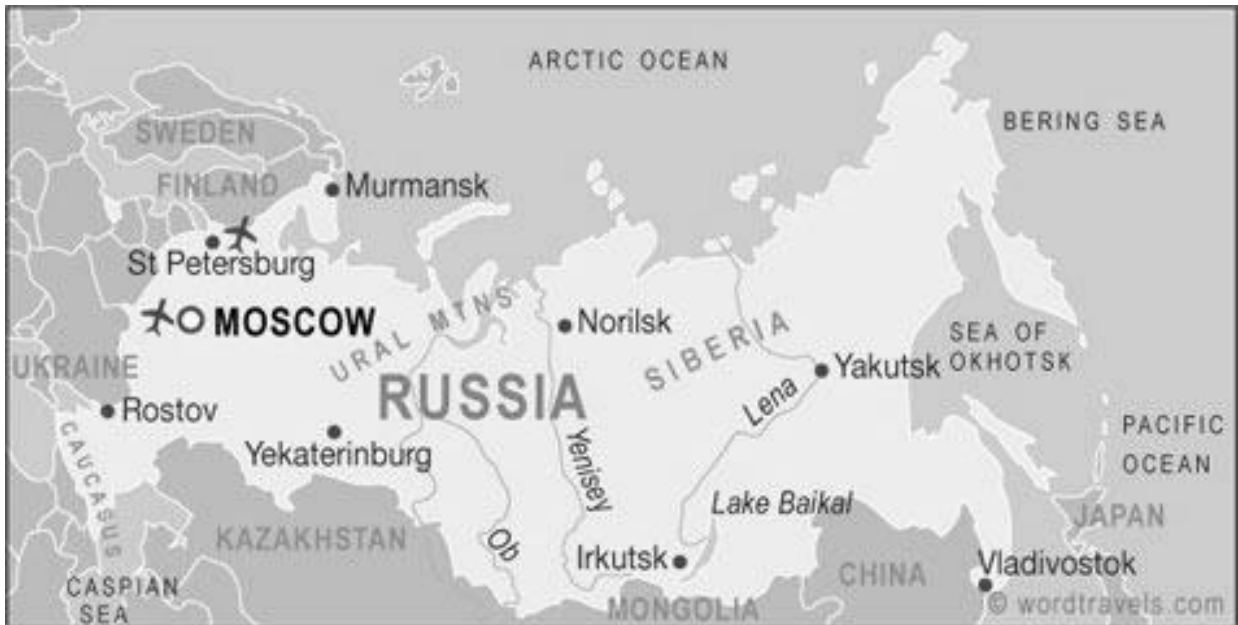 ARCTIC OCEAN
BERING SEA
SWEDEN
FINLAND
Murmansk
St Petersburg
MOSCOW
URAL MTNS
Norilsk
SIBERIA
SEA OF
OKHOTSK
UKRAINE
Yakutsk
RUSSIA
Lena
Rostov
CAUCASUS
Yekaterinburg
Yenisey
PACIFIC
OCEAN
Lake Baikal
JAPAN
KAZAKHSTAN
Ob
Irkutsk
CHINA
Vladivostok
CASPIAN
SEA
MONGOLIA
© wordtravels.com